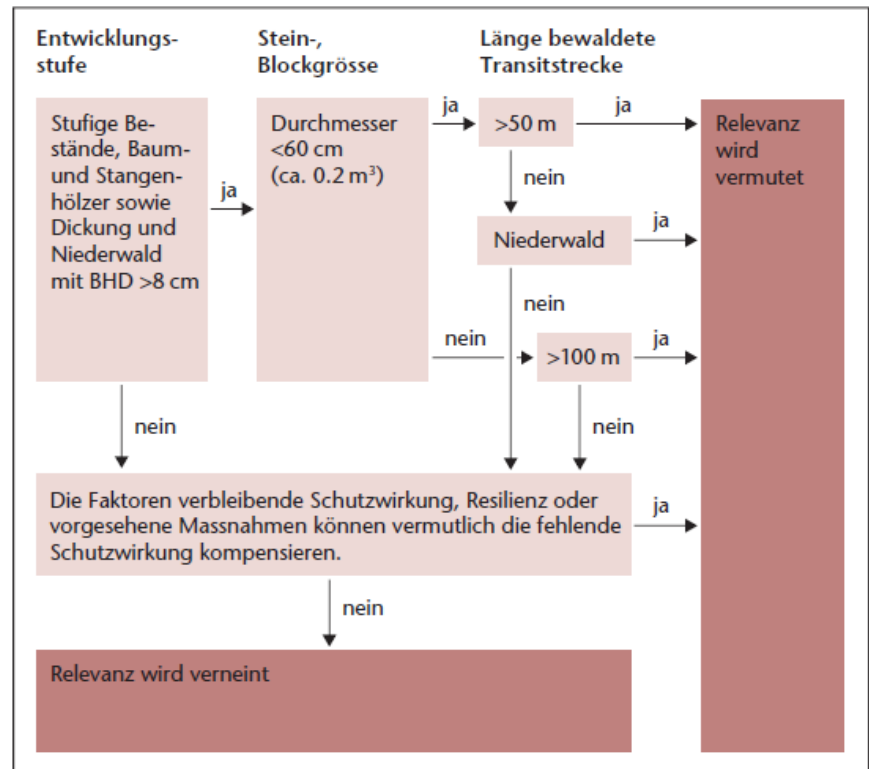 Entwicklungs-
stufe
Stein-,
Blockgrösse
Länge bewaldete
Transitstrecke
Stufige Be-
stände, Baum-
und Stangen-
hölzer sowie
Dickung und
Niederwald
mit BHD >8 cm
ja
Durchmesser
<60 cm
(ca. 0.2 m³)
ja
>50 m
ja
Relevanz
wird
vermutet
nein
Niederwald
ja
nein
nein
>100 m
ja
nein
nein
Die Faktoren verbleibende Schutzwirkung, Resilienz oder
vorgesehene Massnahmen können vermutlich die fehlende
Schutzwirkung kompensieren.
ja
nein
Relevanz wird verneint